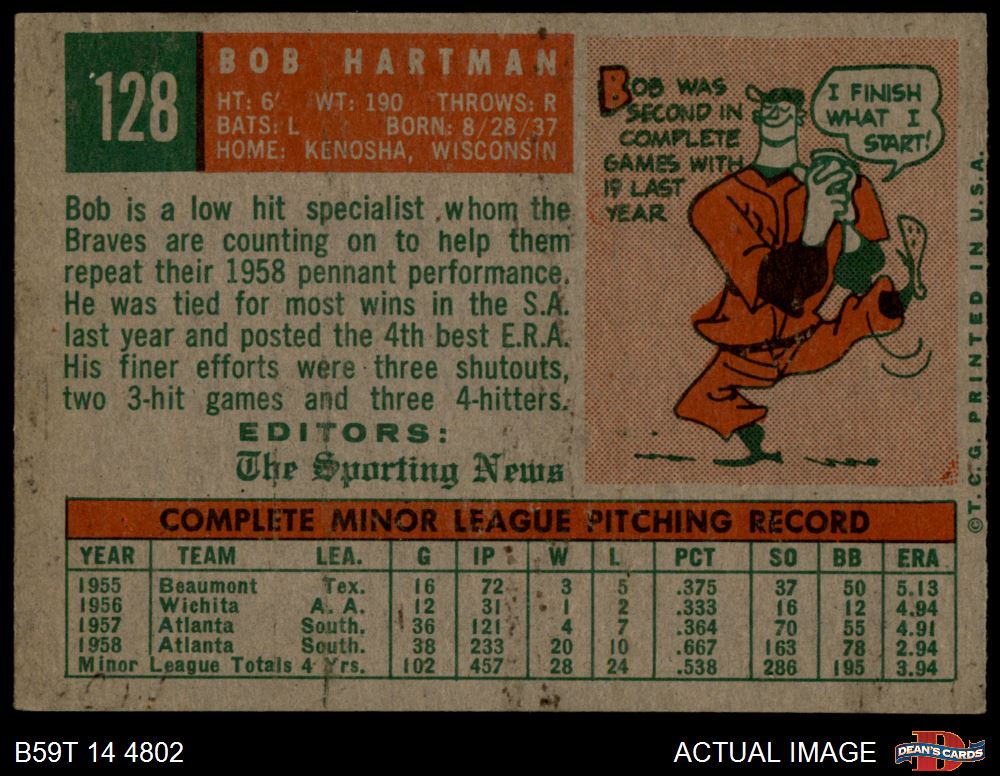 128
BOB HARTMAN
HT: 6' WT: 190 THROWS: R
BATS: L BORN: 8/28/37
HOME: KENOSHA, WISCONSIN
Bob is a low hit specialist whom the
Braves are counting on to help them
repeat their 1958 pennant performance.
He was tied for most wins in the S.A.
last year and posted the 4th best E.R.A.
His finer efforts were three shutouts,
two 3-hit games and three 4-hitters.
EDITORS:
The Sporting News
BOB WAS
SECOND IN
COMPLETE
GAMES WITH
19 LAST
YEAR
I FINISH
WHAT I
START!
©T.C.G. PRINTED IN U.S.A.
COMPLETE MINOR LEAGUE PITCHING RECORD
YEAR TEAM LEA. G IP W L PCT SO BB ERA
1955 Beaumont Tex. 16 72 3 5 .375 37 50 5.13
1956 Wichita A. A. 12 31 1 2 .333 16 12 4.94
1957 Atlanta South. 36 121 4 7 .364 70 55 4.91
1958 Atlanta South. 38 233 20 10 .667 163 78 2.94
Minor League Totals 4 Yrs. 102 457 28 24 .538 286 195 3.94
B59T 14 4802
ACTUAL IMAGE
DEAN'S CARDS